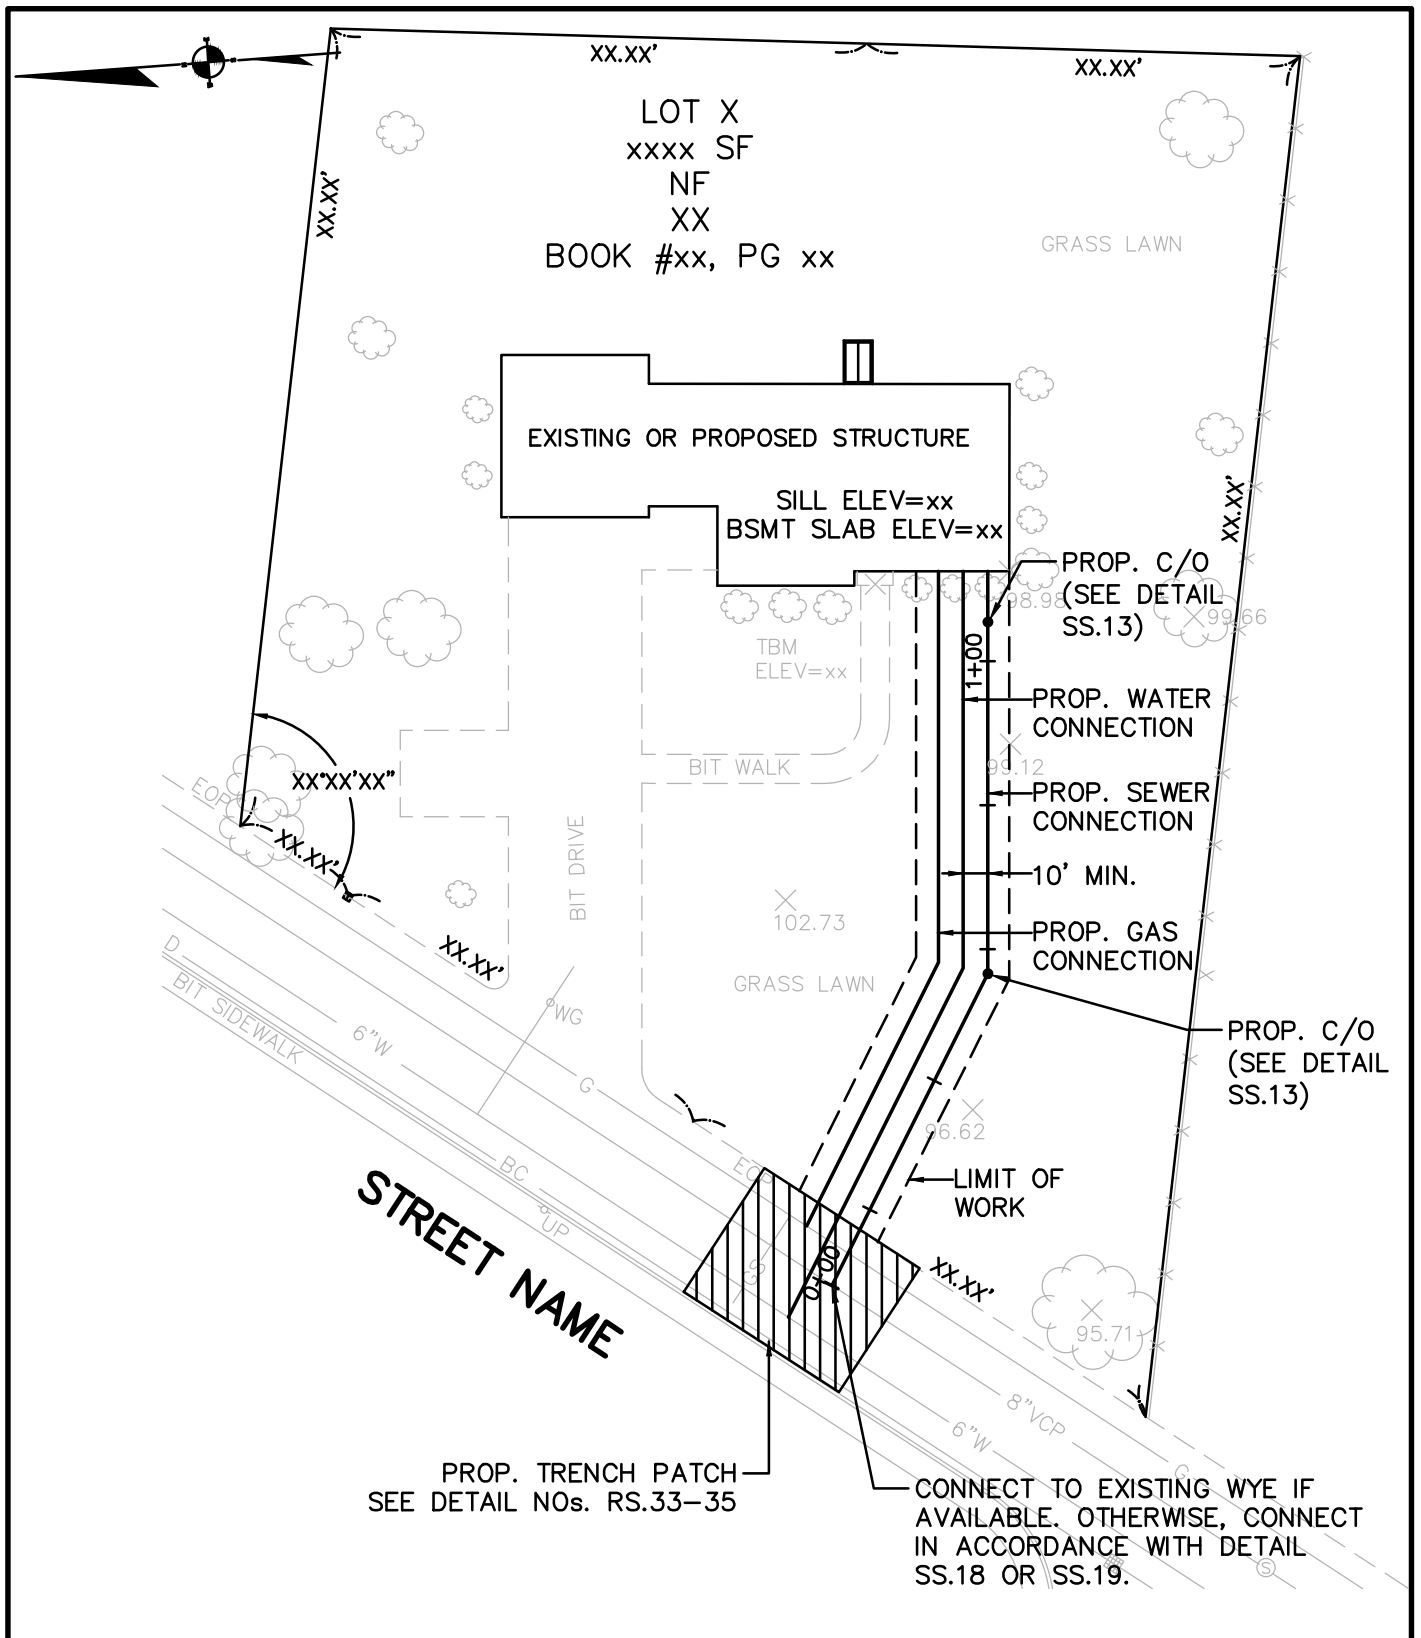 XX.XX'
XX.XX'
LOT X
xxxx SF
NF
XX
BOOK #xx, PG xx
XX.XX'
GRASS LAWN
EXISTING OR PROPOSED STRUCTURE
SILL ELEV=xx
BSMT SLAB ELEV=xx
XX.XX'
PROP. C/O
(SEE DETAIL
SS.13)
98.98
99.66
TBM
ELEV=xx
1+00
PROP. WATER
CONNECTION
BIT WALK
99.12
XX°XX'XX"
EOP
PROP. SEWER
CONNECTION
XX.XX'
BIT DRIVE
10' MIN.
102.73
PROP. GAS
CONNECTION
XX.XX'
GRASS LAWN
D
BIT SIDEWALK
6"W
WG
G
PROP. C/O
(SEE DETAIL
SS.13)
96.62
BC
EOP
LIMIT OF
WORK
UP
STREET NAME
GS
0+00
XX.XX'
95.71
8"VCP
6"W
G
PROP. TRENCH PATCH
SEE DETAIL NOs. RS.33-35
CONNECT TO EXISTING WYE IF
AVAILABLE. OTHERWISE, CONNECT
IN ACCORDANCE WITH DETAIL
SS.18 OR SS.19.
S